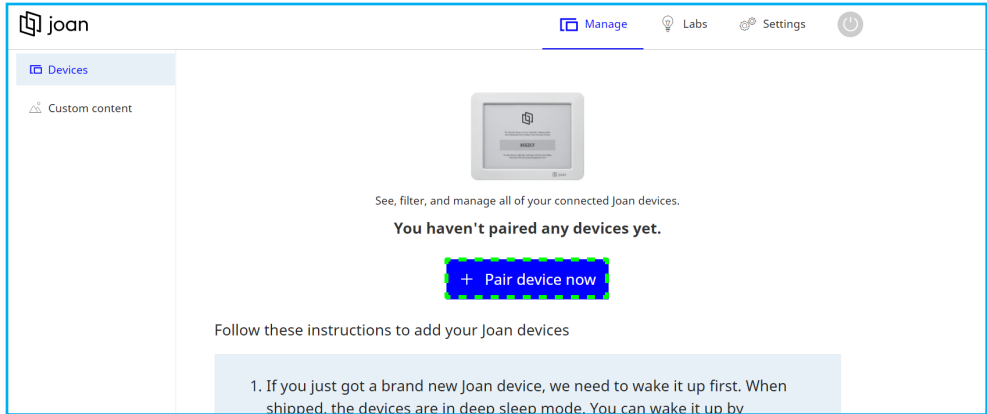 joan
Manage
Labs
Settings
Devices
Custom content
joan
See, filter, and manage all of your connected Joan devices.
You haven't paired any devices yet.
+ Pair device now
Follow these instructions to add your Joan devices
1. If you just got a brand new Joan device, we need to wake it up first. When
shipped, the devices are in deep sleep mode. You can wake it up by